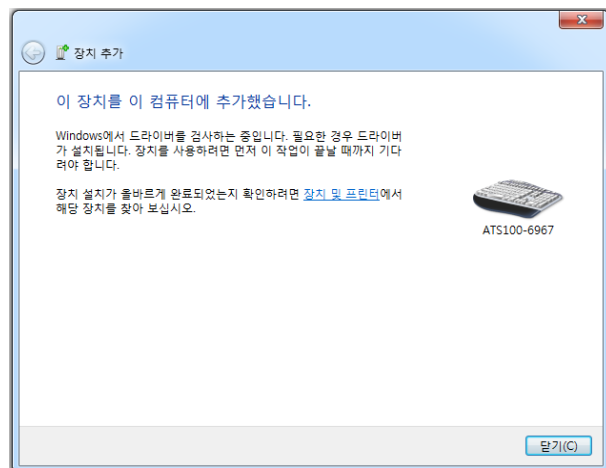 장치 추가
이 장치를 이 컴퓨터에 추가했습니다.
Windows에서 드라이버를 검사하는 중입니다. 필요한 경우 드라이버
가 설치됩니다. 장치를 사용하려면 먼저 이 작업이 끝날 때까지 기다
려야 합니다.
장치 설치가 올바르게 완료되었는지 확인하려면 장치 및 프린터에서
해당 장치를 찾아 보십시오.
ATS100-6967
닫기(C)